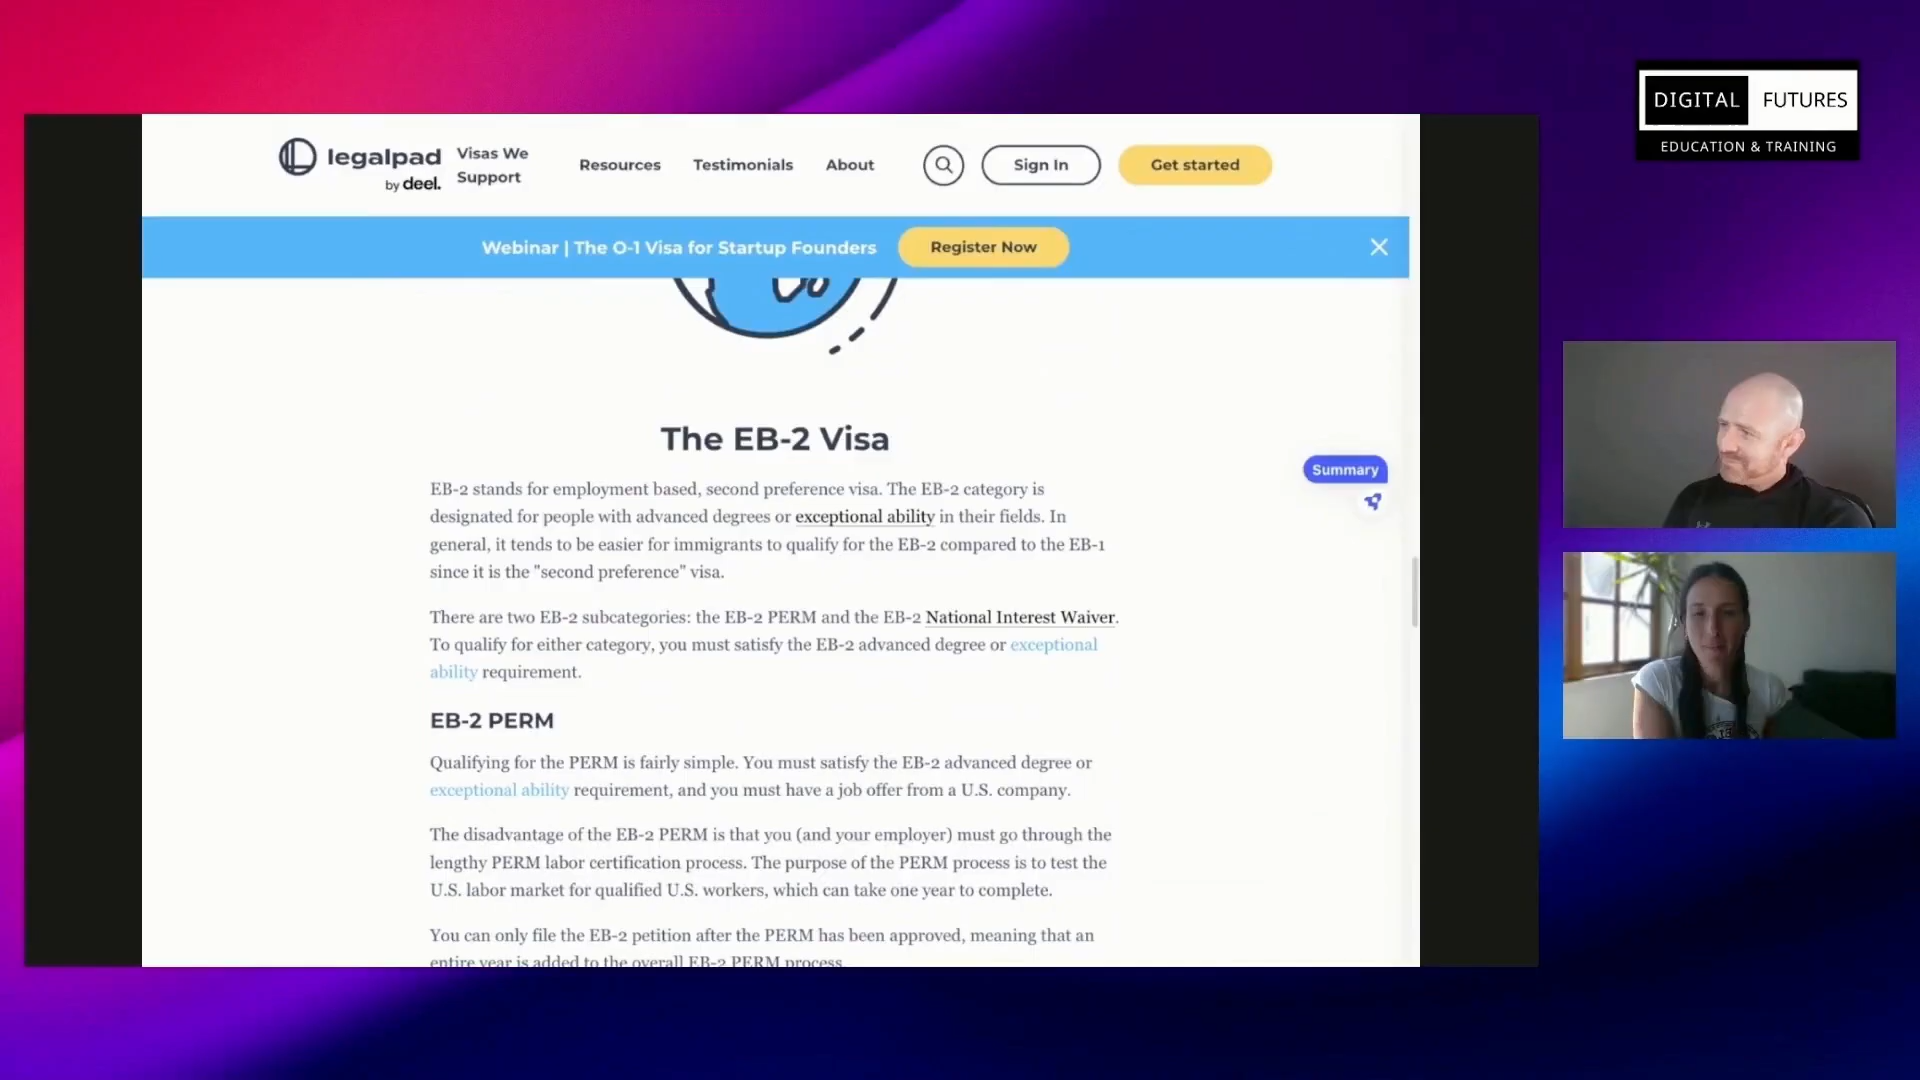 DIGITAL FUTURES
EDUCATION & TRAINING
legalpad
by deel.
Visas We
Support
Resources
Testimonials
About
Sign In
Get started
Webinar | The O-1 Visa for Startup Founders
Register Now
The EB-2 Visa
EB-2 stands for employment based, second preference visa. The EB-2 category is
designated for people with advanced degrees or exceptional ability in their fields. In
general, it tends to be easier for immigrants to qualify for the EB-2 compared to the EB-1
since it is the "second preference" visa.
There are two EB-2 subcategories: the EB-2 PERM and the EB-2 National Interest Waiver.
To qualify for either category, you must satisfy the EB-2 advanced degree or exceptional
ability requirement.
EB-2 PERM
Qualifying for the PERM is fairly simple. You must satisfy the EB-2 advanced degree or
exceptional ability requirement, and you must have a job offer from a U.S. company.
The disadvantage of the EB-2 PERM is that you (and your employer) must go through the
lengthy PERM labor certification process. The purpose of the PERM process is to test the
U.S. labor market for qualified U.S. workers, which can take one year to complete.
You can only file the EB-2 petition after the PERM has been approved, meaning that an
entire year is added to the overall EB-2 PERM process
Summary